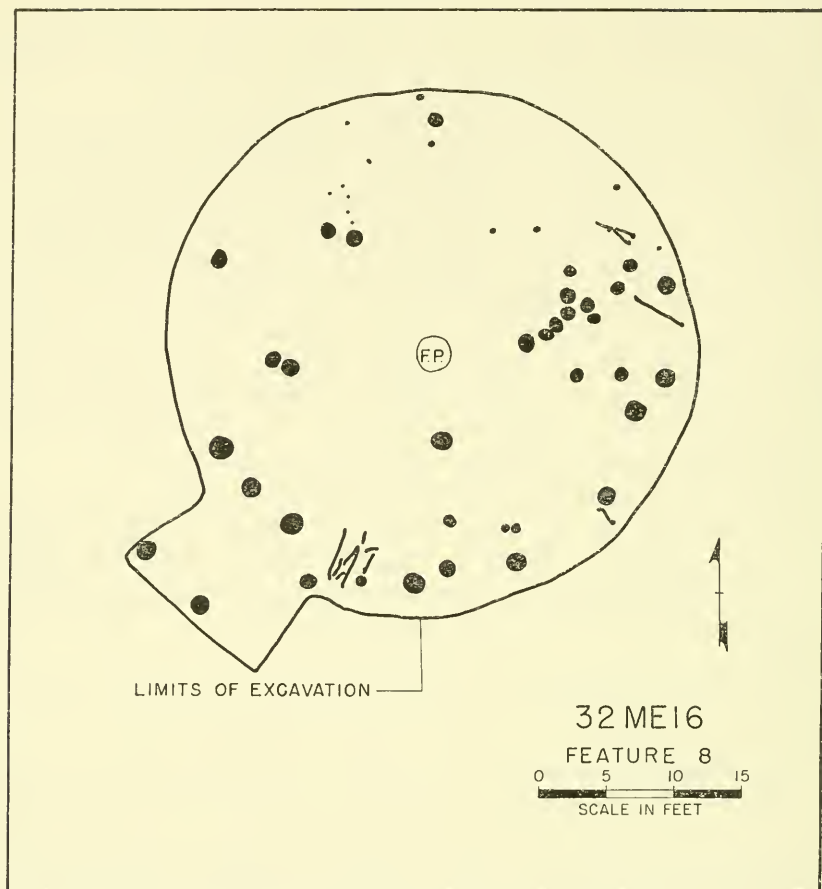 F.P.
LIMITS OF EXCAVATION
32 ME16
FEATURE 8
0 5 10 15
SCALE IN FEET